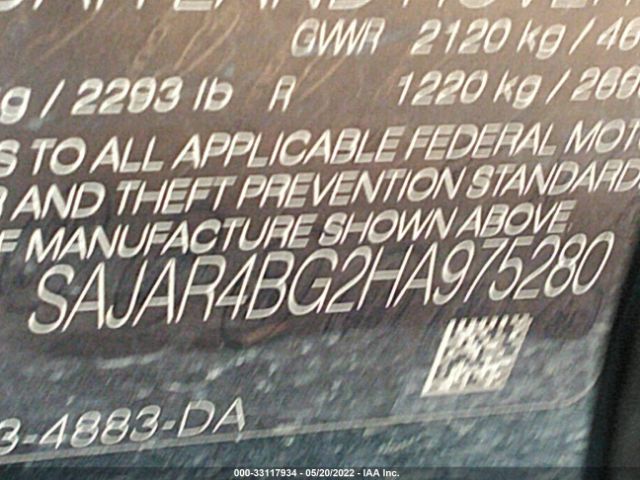 GVWR 2120 kg / 46
g / 2293 lb R 1220 kg / 269
S TO ALL APPLICABLE FEDERAL MOTO
R AND THEFT PREVENTION STANDARD
F MANUFACTURE SHOWN ABOVE
SAJAR4BG2HA975280
3-4883-DA
000-33117934 - 05/20/2022 - IAA Inc.